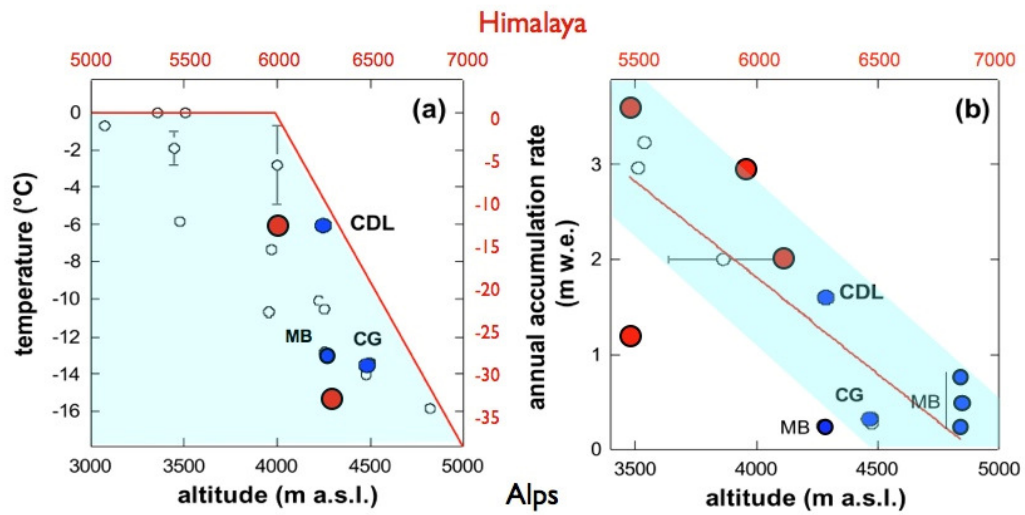 Himalaya
5000 5500 6000 6500 7000
5500 6000 6500 7000
(a)
0
-2
-4
-6
-8
-10
-12
-14
-16
temperature (°C)
CDL
MB
CG
0
-5
-10
-15
-20
-25
-30
-35
3000 3500 4000 4500 5000
altitude (m a.s.l.)
(b)
annual accumulation rate
(m w.e.)
3
2
1
0
CDL
CG
MB
MB
3500 4000 4500 5000
altitude (m a.s.l.)
Alps